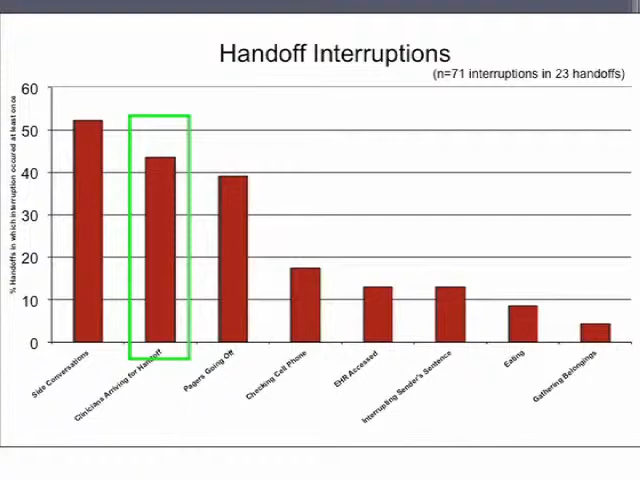 Handoff Interruptions
(n=71 interruptions in 23 handoffs)
% Handoffs in which interruption occured at least once
60
50
40
30
20
10
0
Side Conversations
Clinicians Arriving for Handoff
Pagers Going Off
Checking Cell Phone
EHR Accessed
Interrupting Sender's Sentence
Eating
Gathering Belongings